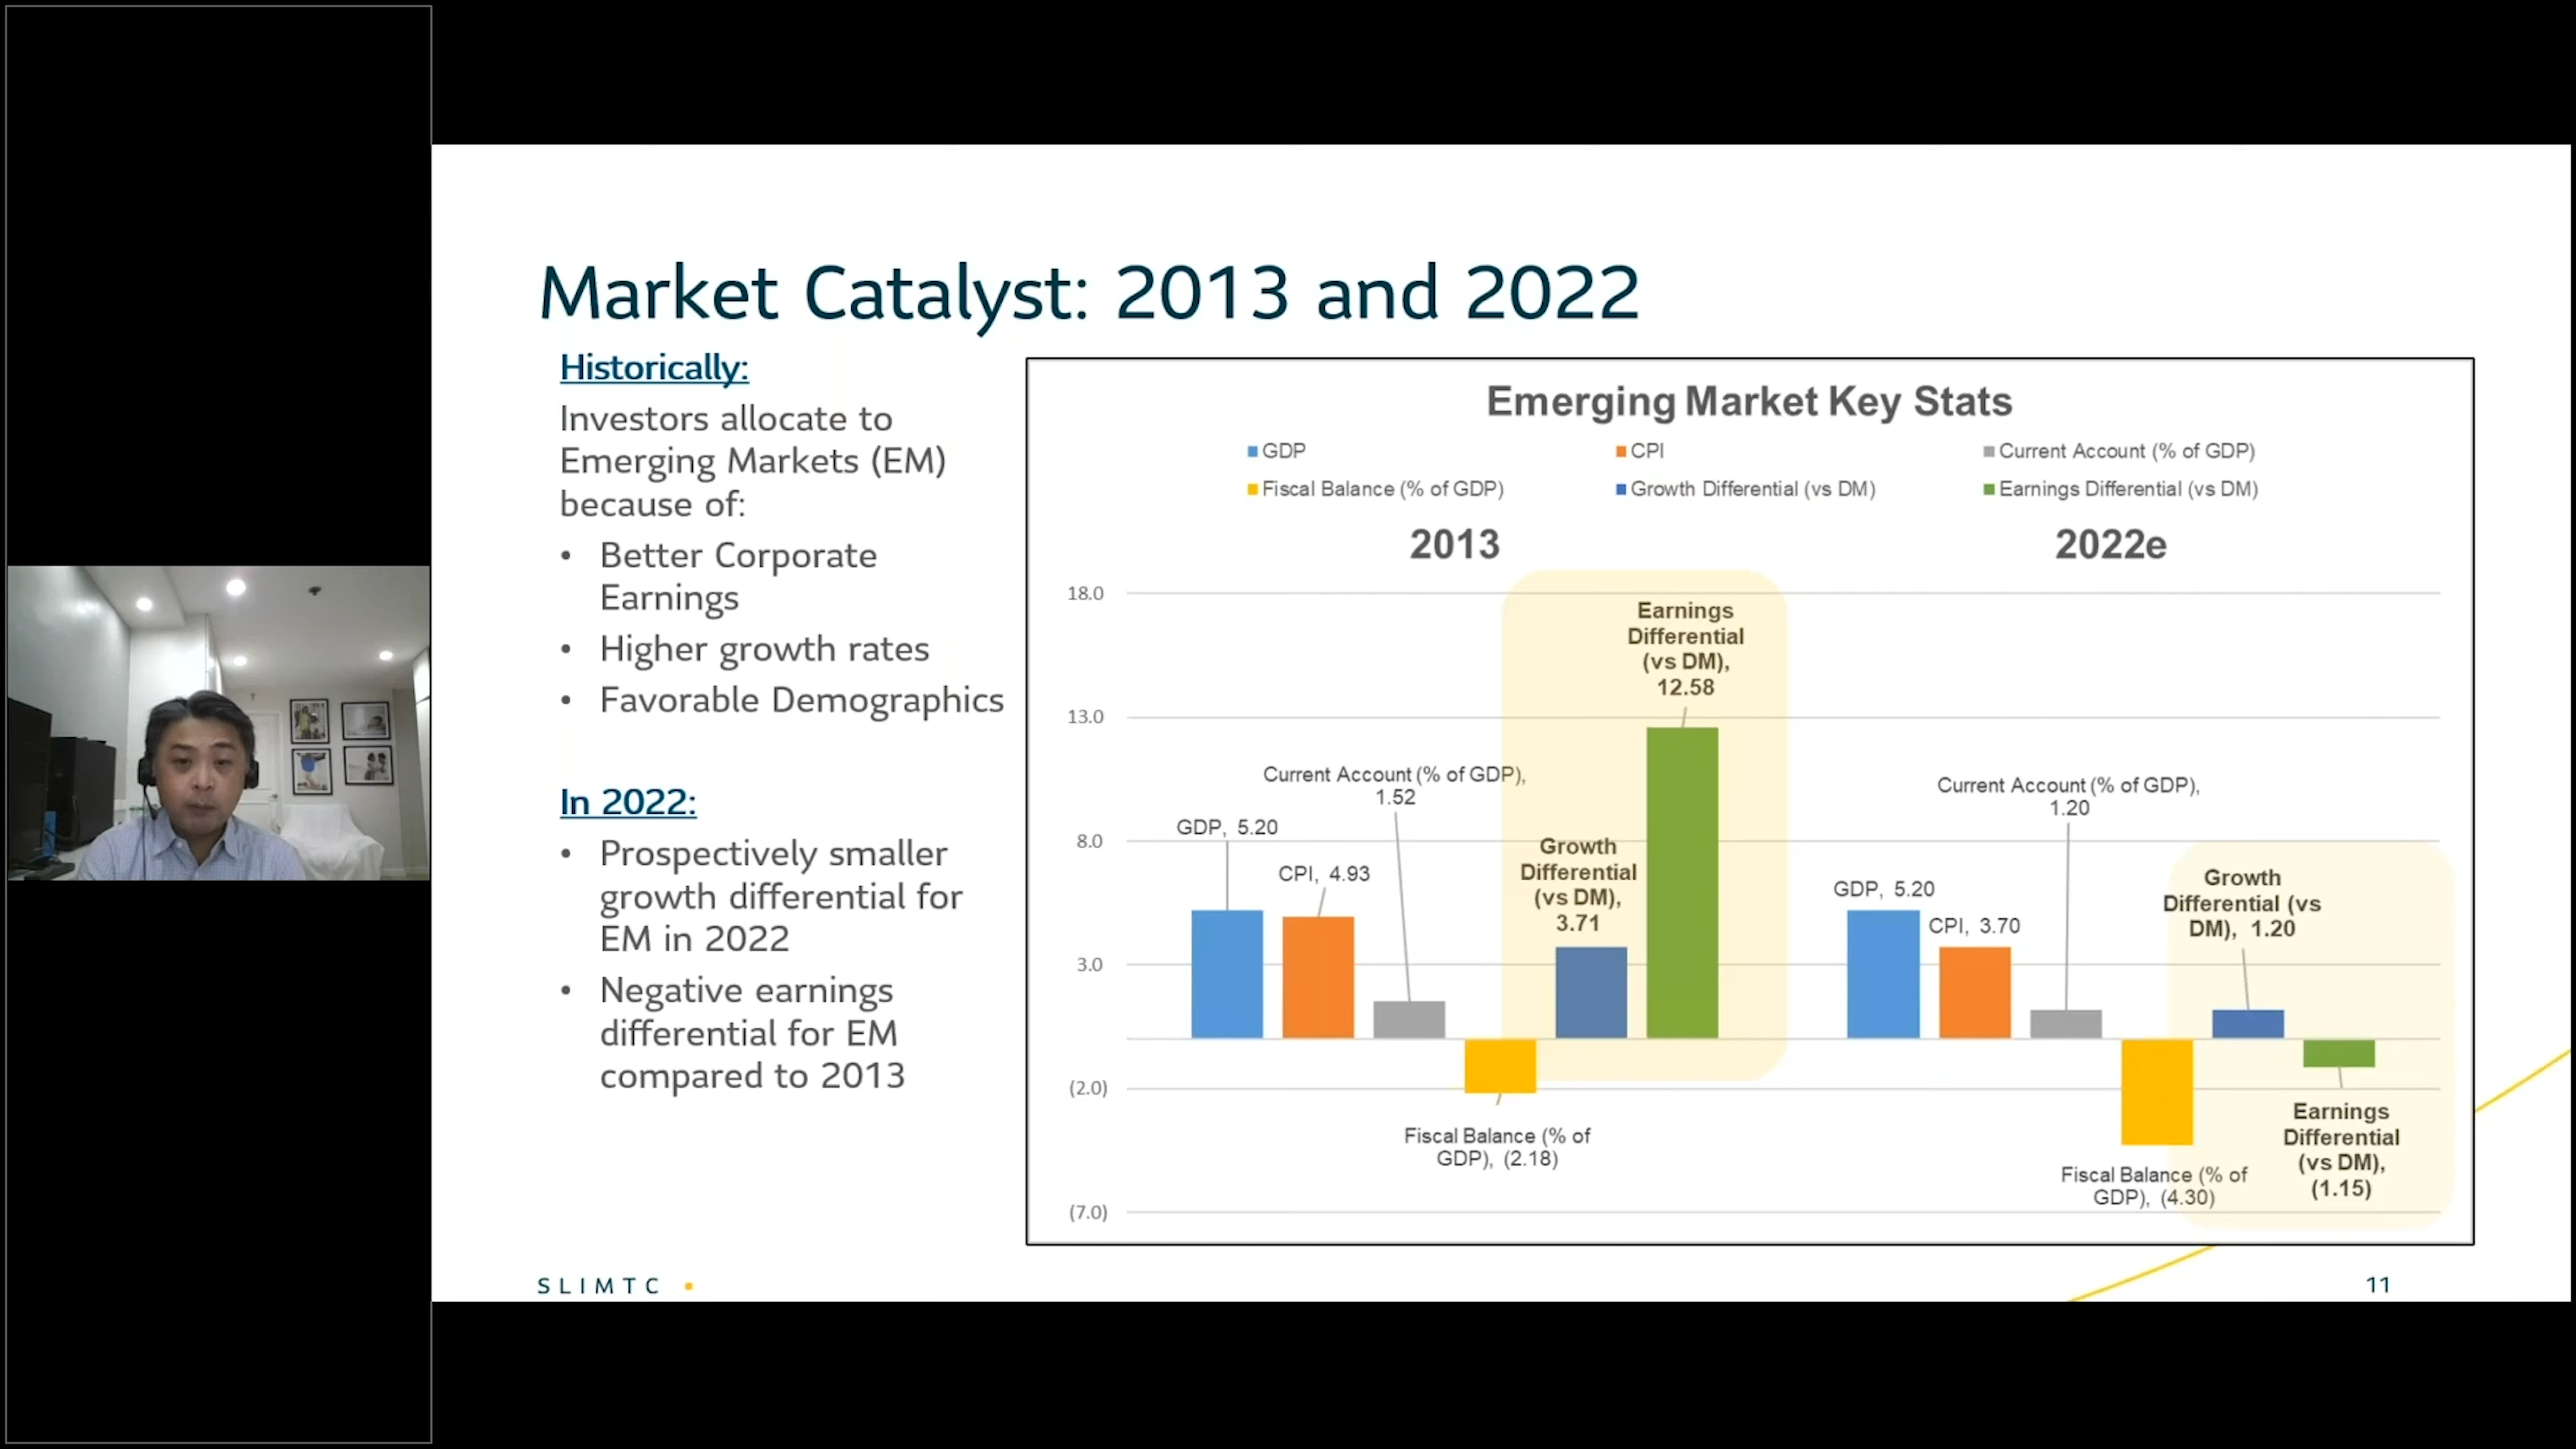 Market Catalyst: 2013 and 2022
Historically:
Investors allocate to
Emerging Markets (EM)
because of:
• Better Corporate
Earnings
• Higher growth rates
• Favorable Demographics
In 2022:
• Prospectively smaller
growth differential for
EM in 2022
• Negative earnings
differential for EM
compared to 2013
Emerging Market Key Stats
GDP
CPI
Current Account (% of GDP)
Fiscal Balance (% of GDP)
Growth Differential (vs DM)
Earnings Differential (vs DM)
2013
2022e
18.0
13.0
8.0
3.0
(2.0)
(7.0)
GDP, 5.20
CPI, 4.93
Current Account (% of GDP),
1.52
Fiscal Balance (% of
GDP), (2.18)
Growth
Differential
(vs DM),
3.71
Earnings
Differential
(vs DM),
12.58
GDP, 5.20
CPI, 3.70
Current Account (% of GDP),
1.20
Fiscal Balance (% of
GDP), (4.30)
Growth
Differential (vs
DM), 1.20
Earnings
Differential
(vs DM),
(1.15)
SLIMTC
11